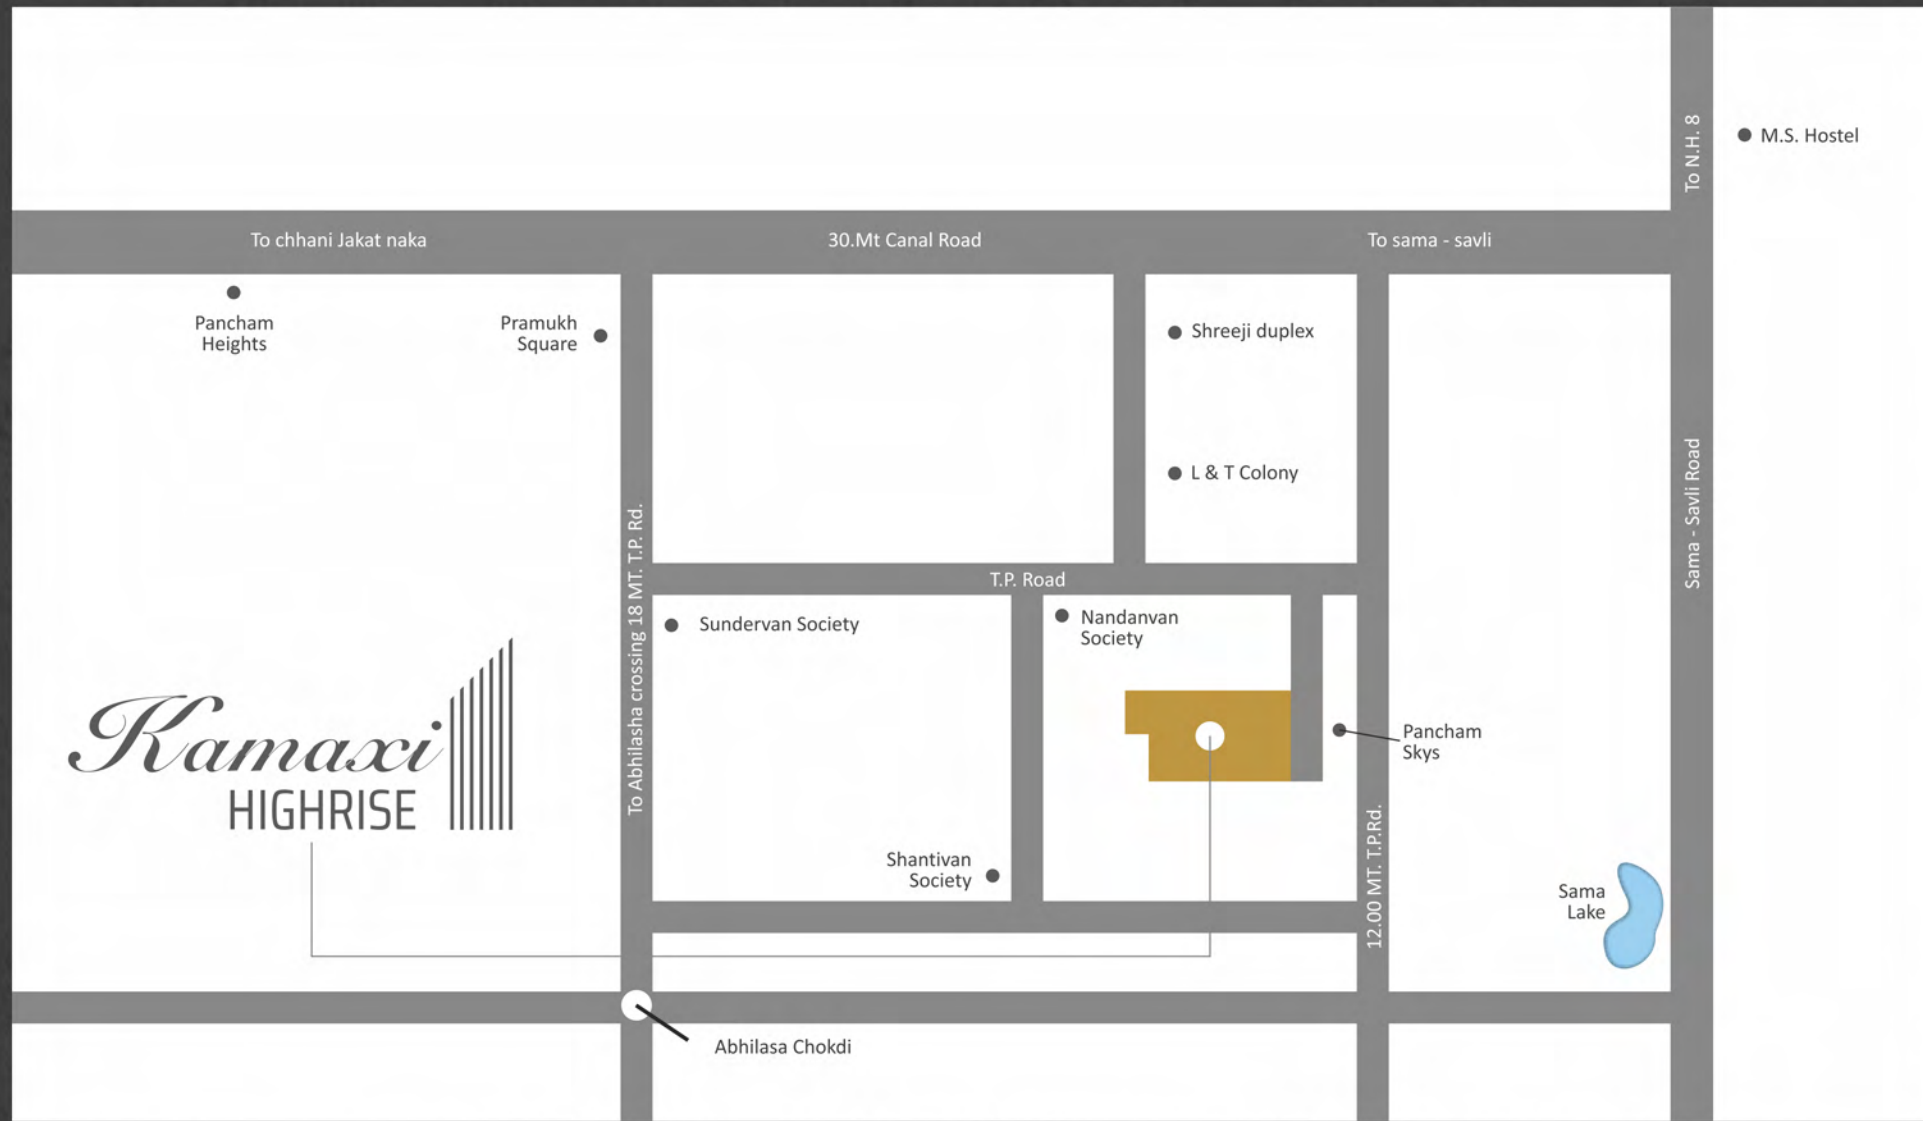 To N.H. 8
M.S. Hostel
To chhani Jakat naka
30.Mt Canal Road
To sama - savli
Pancham
Heights
Pramukh
Square
Shreeji duplex
L & T Colony
Sama - Savli Road
To Abhilasha crossing 18 MT. T.P. Rd.
T.P. Road
Sundervan Society
Nandanvan
Society
Kamaxi
HIGHRISE
Pancham
Skys
12.00 MT. T.P.Rd.
Shantivan
Society
Sama
Lake
Abhilasa Chokdi